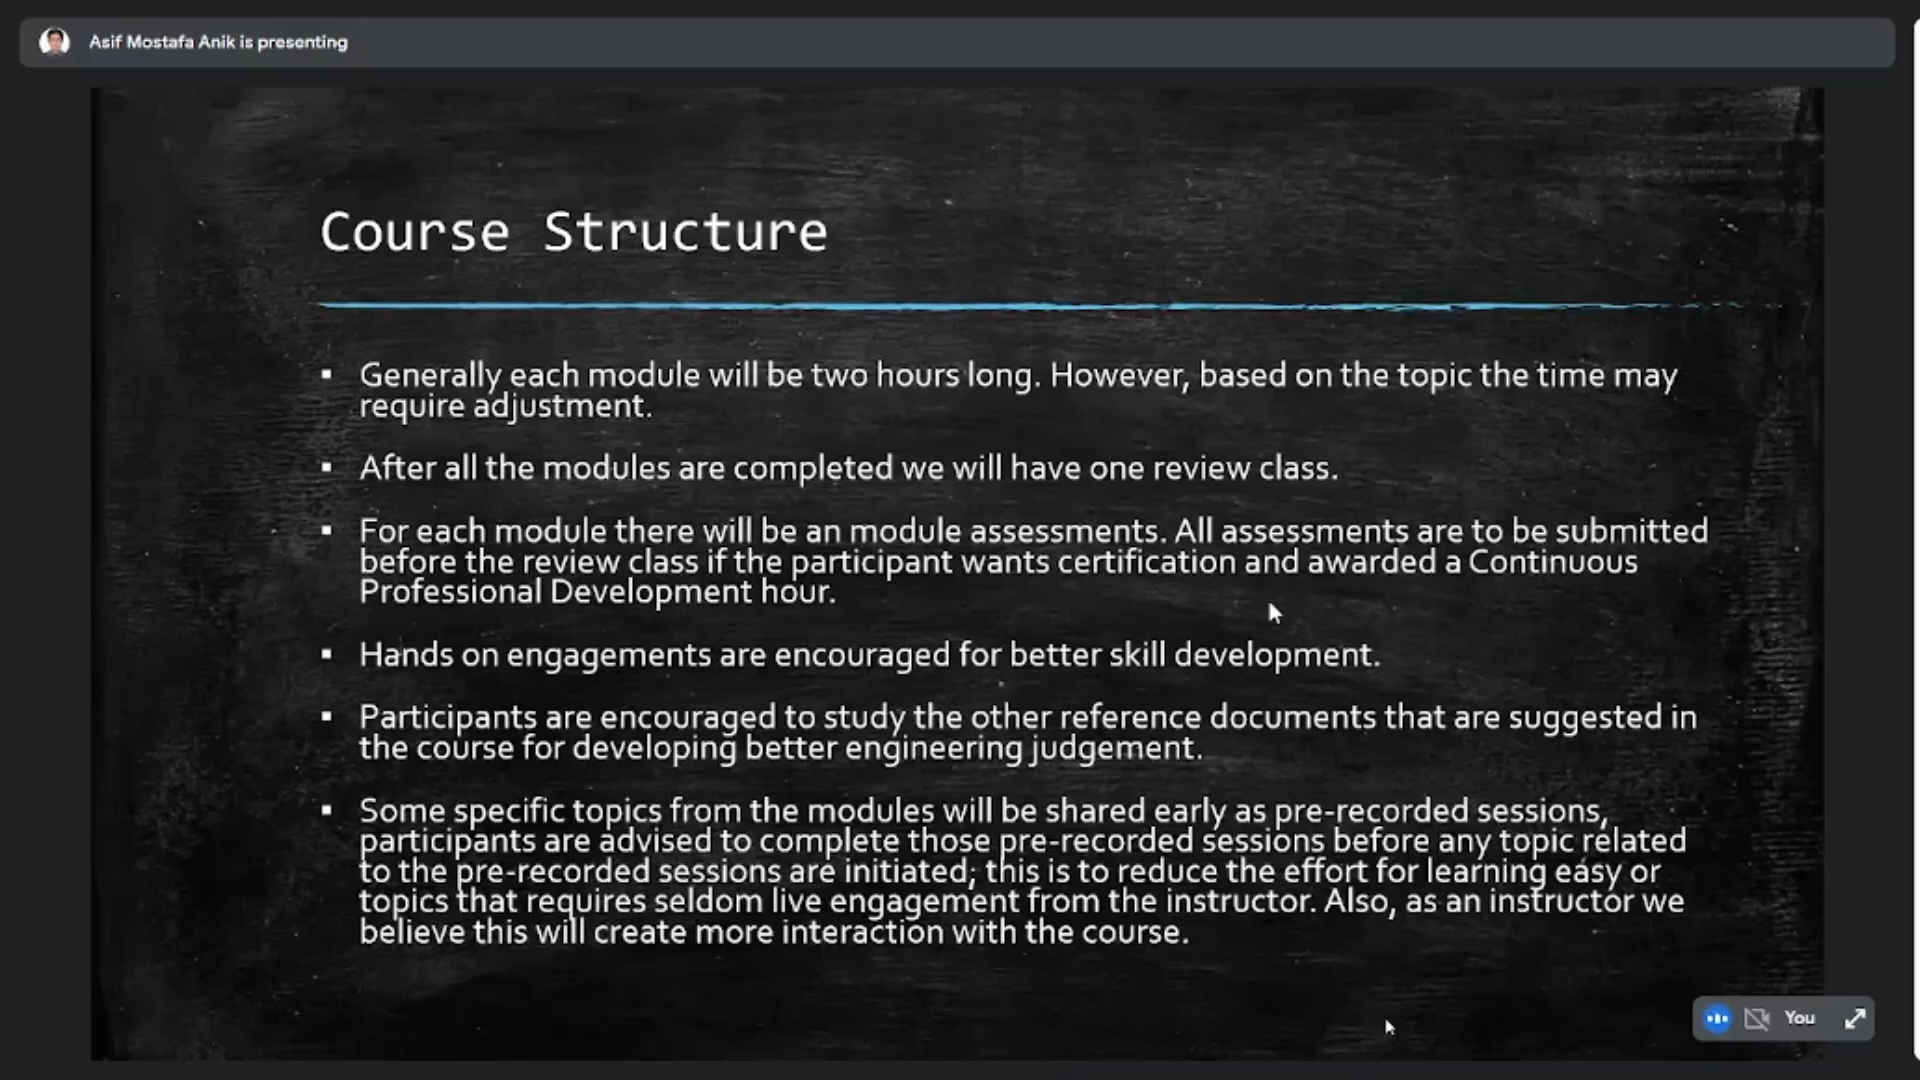 Asif Mostafa Anik is presenting
Course Structure
▪ Generally each module will be two hours long. However, based on the topic the time may
require adjustment.
▪ After all the modules are completed we will have one review class.
▪ For each module there will be an module assessments. All assessments are to be submitted
before the review class if the participant wants certification and awarded a Continuous
Professional Development hour.
▪ Hands on engagements are encouraged for better skill development.
▪ Participants are encouraged to study the other reference documents that are suggested in
the course for developing better engineering judgement.
▪ Some specific topics from the modules will be shared early as pre-recorded sessions,
participants are advised to complete those pre-recorded sessions before any topic related
to the pre-recorded sessions are initiated; this is to reduce the effort for learning easy or
topics that requires seldom live engagement from the instructor. Also, as an instructor we
believe this will create more interaction with the course.
You